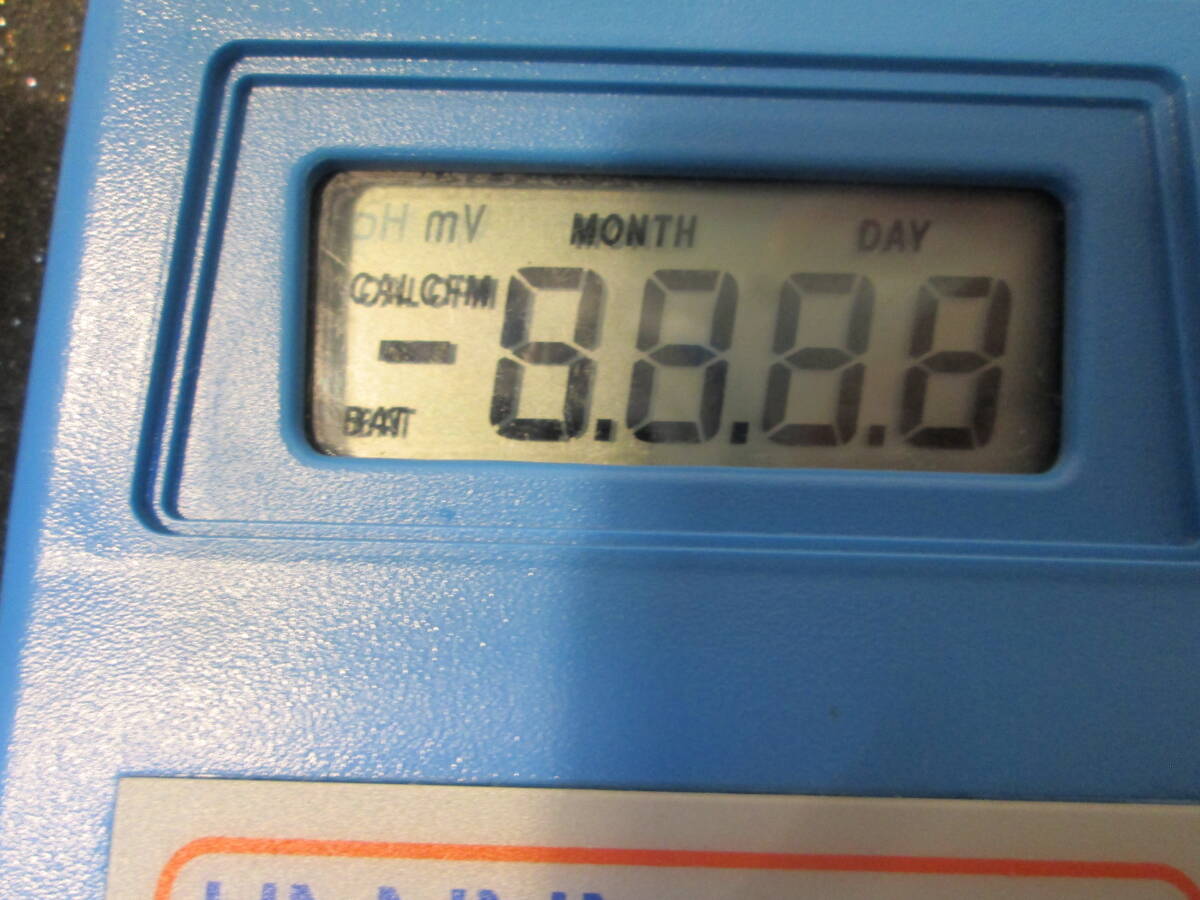 pH mV MONTH DAY
CAL CFM
-8.8.8.8
BAT